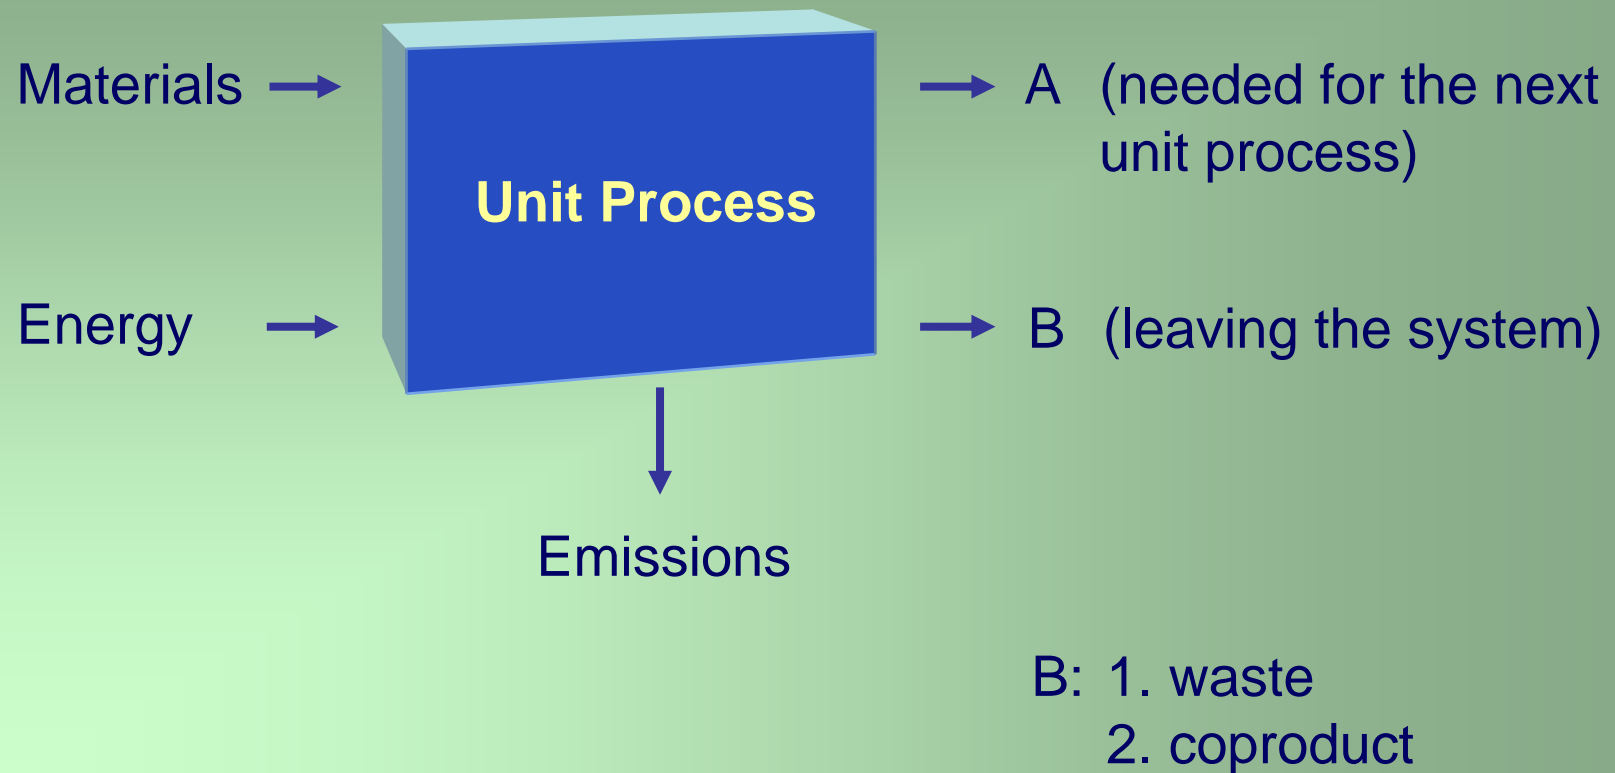 Materials
A (needed for the next
unit process)
Unit Process
Energy
B (leaving the system)
Emissions
B: 1. waste
2. coproduct